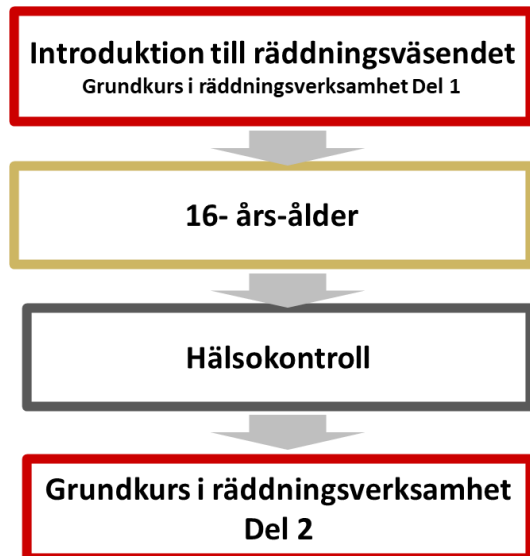 Introduktion till räddningsväsendet
Grundkurs i räddningsverksamhet Del 1
16- års-ålder
Hälsokontroll
Grundkurs i räddningsverksamhet
Del 2